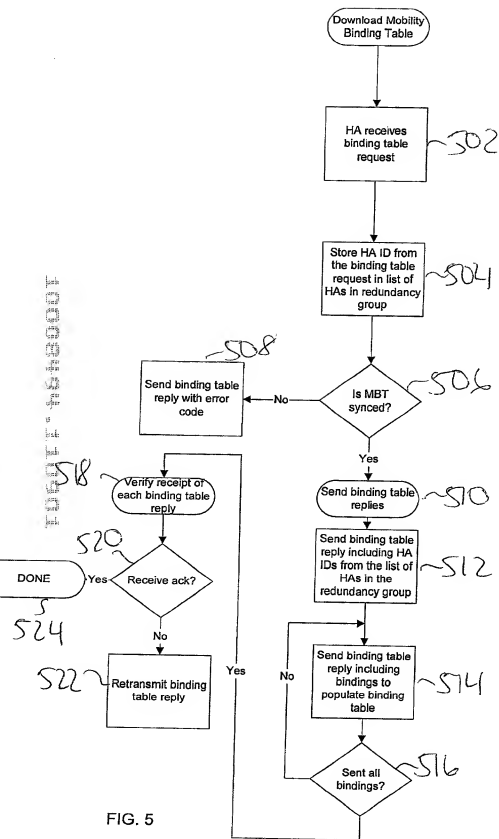 Download Mobility
Binding Table
HA receives
binding table
request
302
Store HA ID from
the binding table
request in list of
HAs in redundancy
group
504
508
Send binding table
reply with error
code
No
Is MBT
synced?
506
Yes
518
Verify receipt of
each binding table
reply
Send binding table
replies
510
520
Send binding table
reply including HA
IDs from the list of
HAs in the
redundancy group
512
DONE
Yes
Receive ack?
524
No
522
Retransmit binding
table reply
Yes
No
Send binding table
reply including
bindings to
populate binding
table
514
Sent all
bindings?
516
FIG. 5